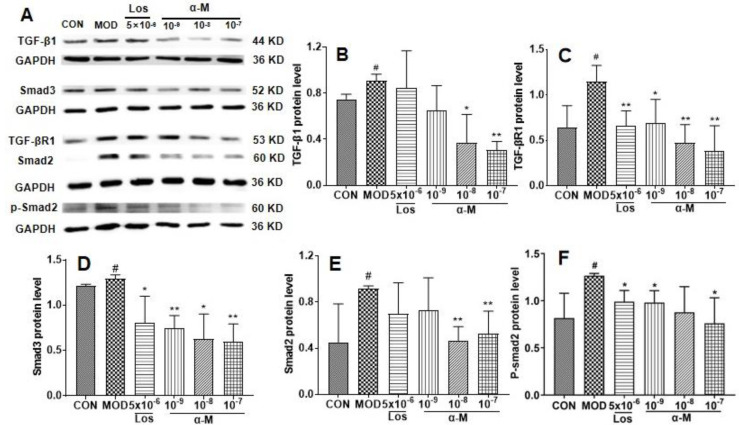 A
Los
α-M
CON MOD 5×10⁻⁶ 10⁻⁹ 10⁻⁸ 10⁻⁷
TGF-β1 44 KD
GAPDH 36 KD
Smad3 52 KD
GAPDH 36 KD
TGF-βR1 53 KD
Smad2 60 KD
GAPDH 36 KD
p-Smad2 60 KD
GAPDH 36 KD
B
TGF-β1 protein level
1.2
0.8
0.4
0.0
#
*
**
CON MOD 5x10⁻⁶ 10⁻⁹ 10⁻⁸ 10⁻⁷
Los α-M
C
TGF-βR1 protein level
1.5
1.0
0.5
0.0
#
**
*
**
**
CON MOD 5x10⁻⁶ 10⁻⁹ 10⁻⁸ 10⁻⁷
Los α-M
D
Smad3 protein level
1.5
1.0
0.5
0.0
#
*
**
*
**
CON MOD 5x10⁻⁶ 10⁻⁹ 10⁻⁸ 10⁻⁷
Los α-M
E
Smad2 protein level
1.2
0.8
0.4
0.0
#
**
**
CON MOD 5x10⁻⁶ 10⁻⁹ 10⁻⁸ 10⁻⁷
Los α-M
F
P-smad2 protein level
1.5
1.0
0.5
0.0
#
*
*
*
CON MOD 5x10⁻⁶ 10⁻⁹ 10⁻⁸ 10⁻⁷
Los α-M